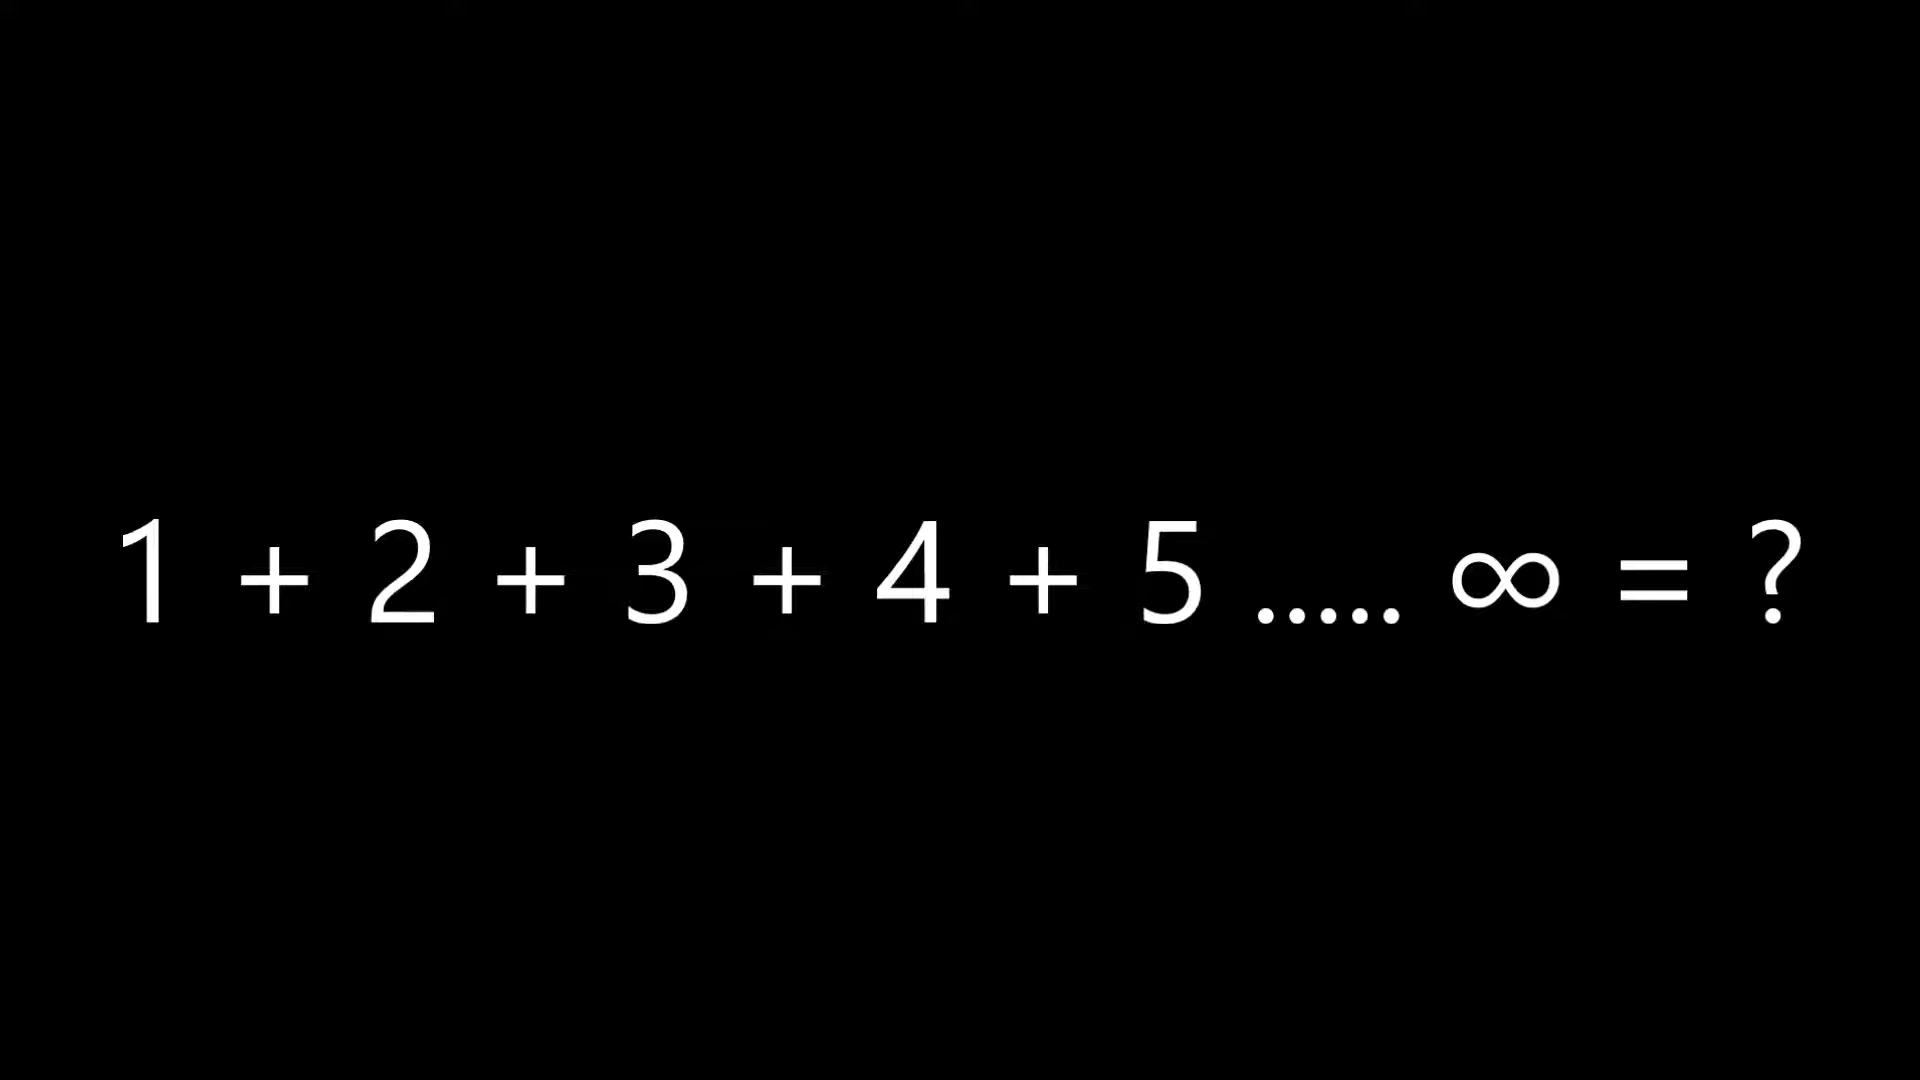 1 + 2 + 3 + 4 + 5 ..... ∞ = ?